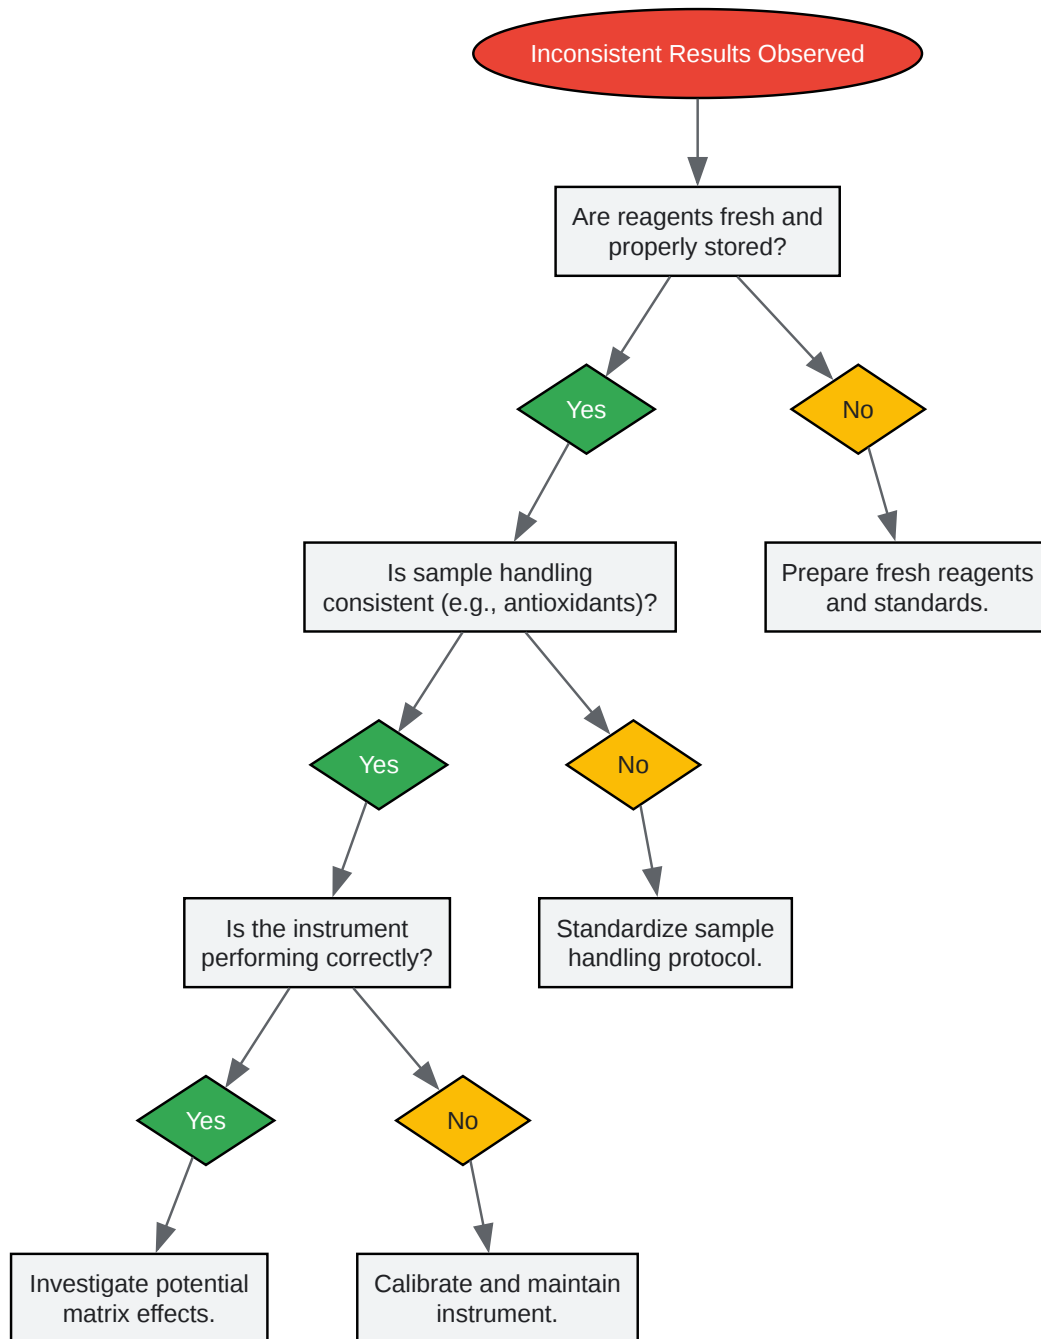 Inconsistent Results Observed
Are reagents fresh and
properly stored?
Yes
No
Is sample handling
consistent (e.g., antioxidants)?
Prepare fresh reagents
and standards.
Yes
No
Is the instrument
performing correctly?
Standardize sample
handling protocol.
Yes
No
Investigate potential
matrix effects.
Calibrate and maintain
instrument.